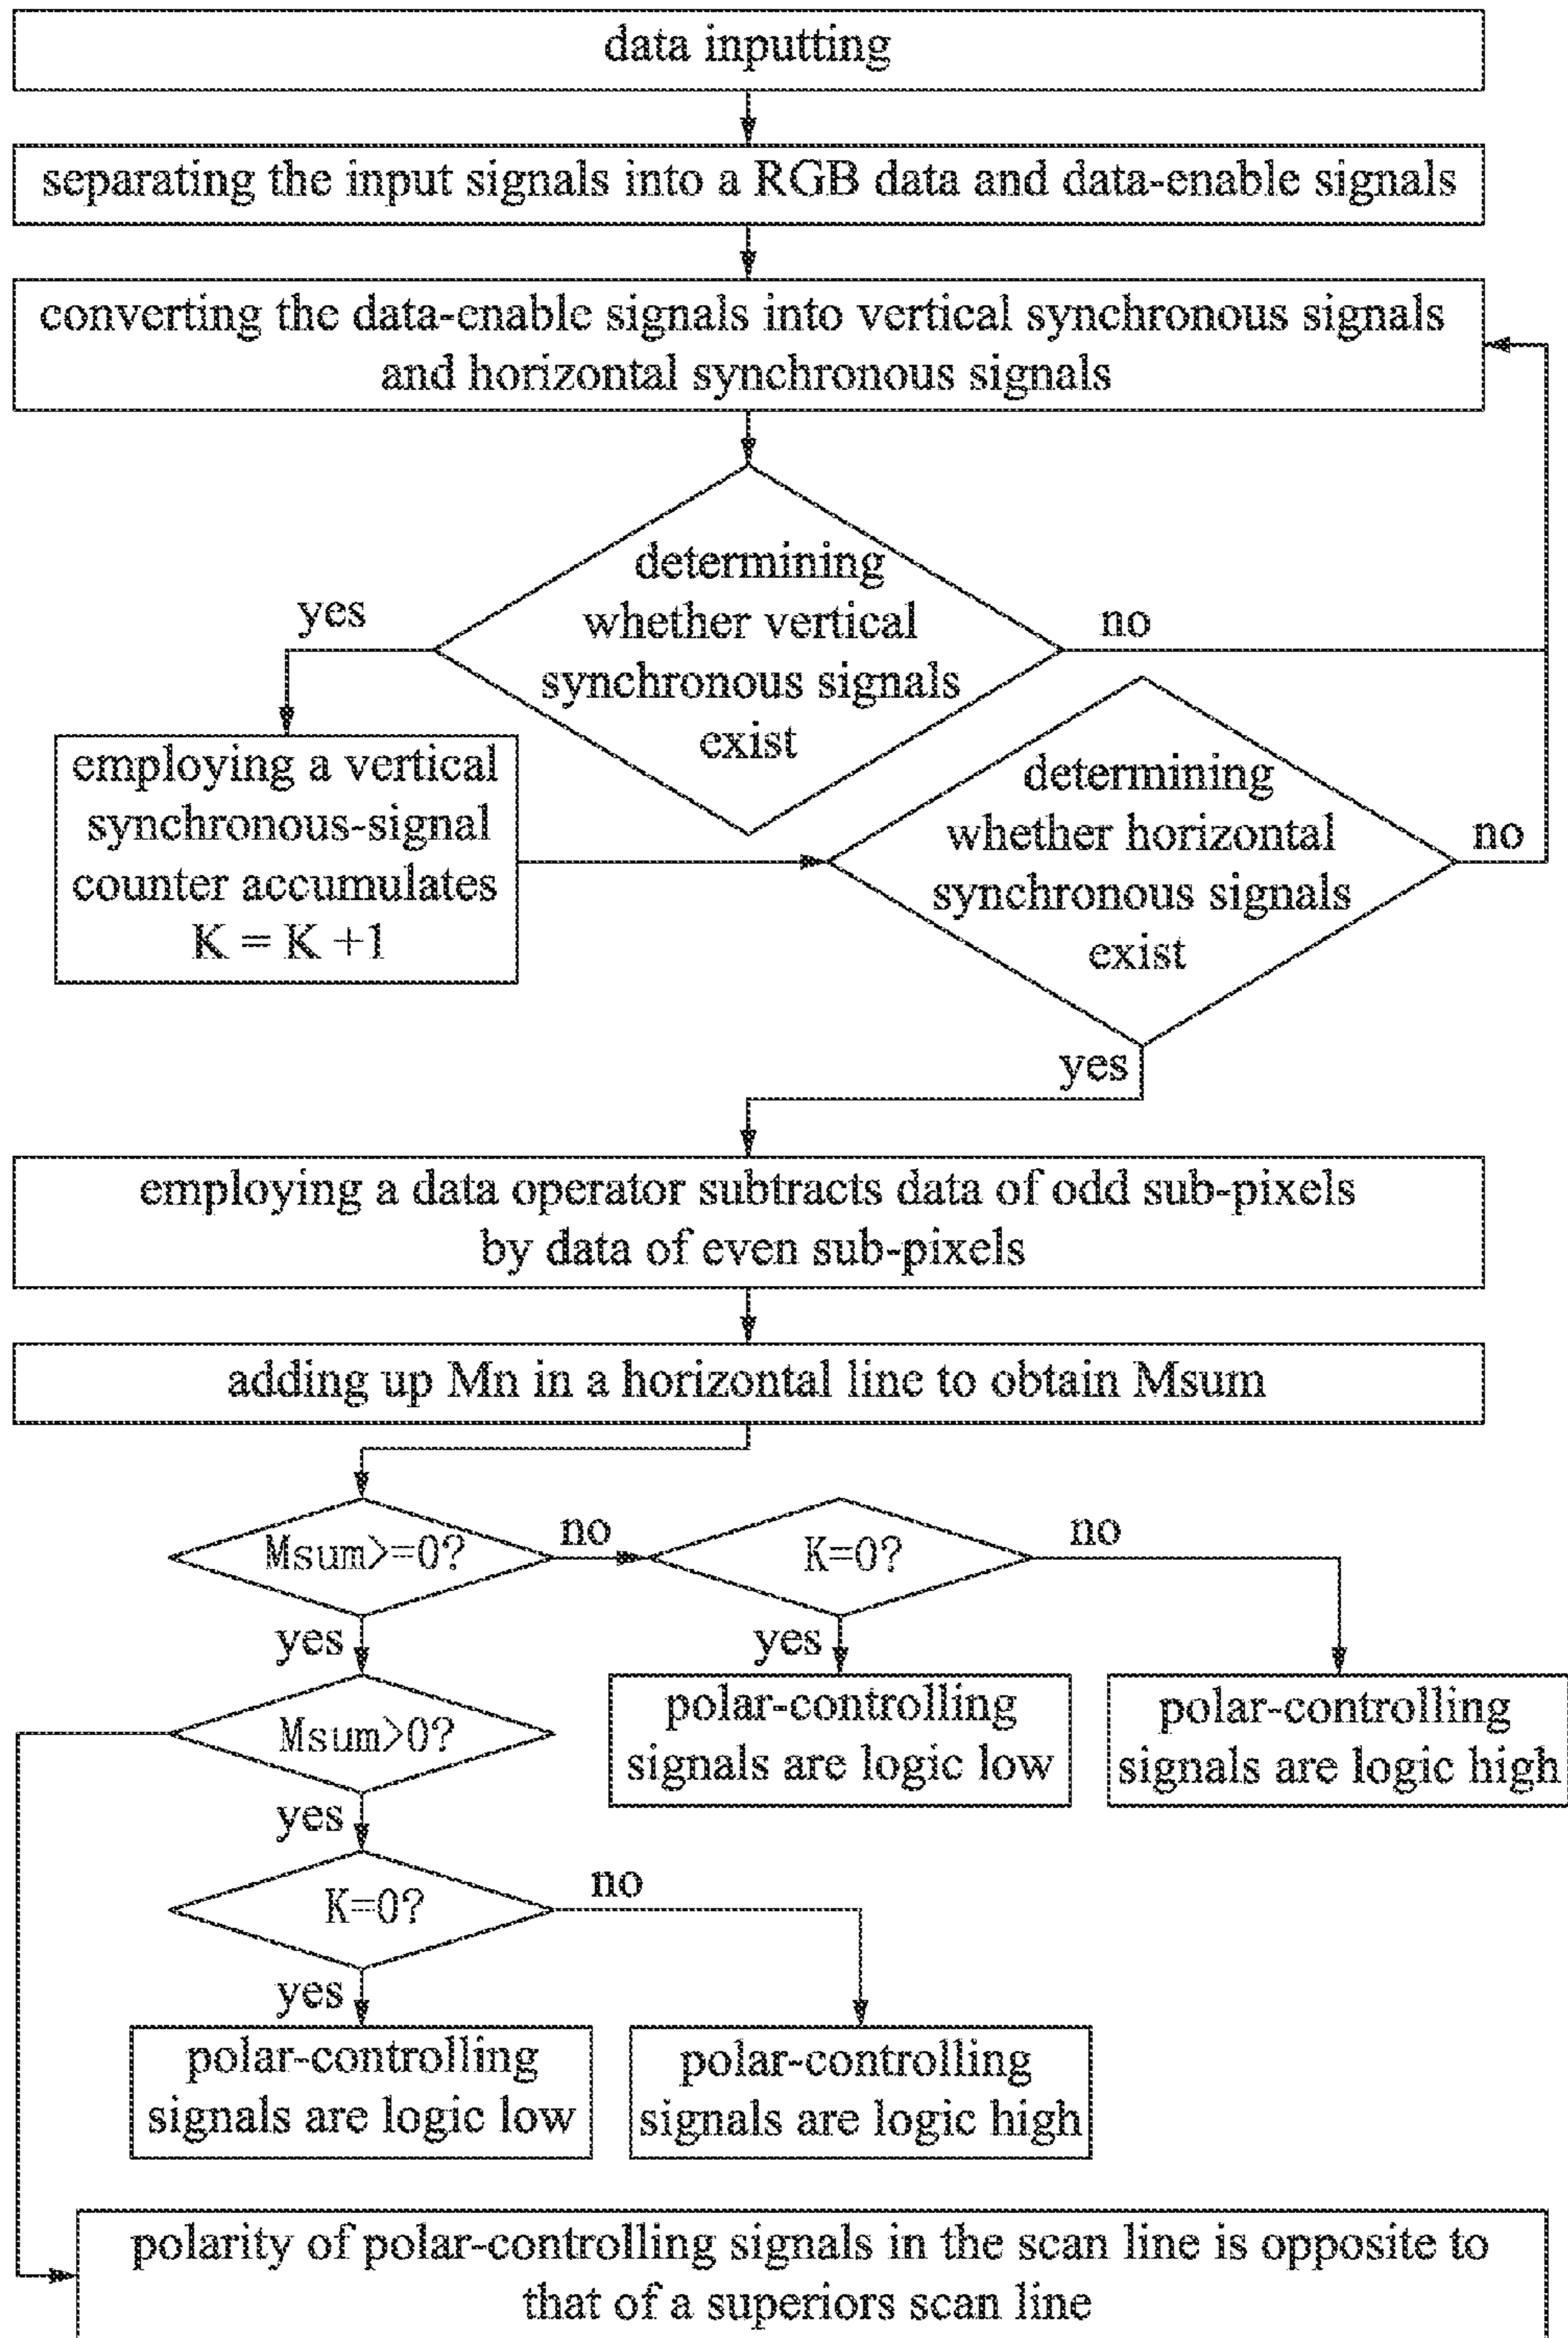 data inputting
separating the input signals into a RGB data and data-enable signals
converting the data-enable signals into vertical synchronous signals
and horizontal synchronous signals
determining
whether vertical
synchronous signals
exist
yes
no
employing a vertical
synchronous-signal
counter accumulates
K = K +1
determining
whether horizontal
synchronous signals
exist
no
yes
employing a data operator subtracts data of odd sub-pixels
by data of even sub-pixels
adding up Mn in a horizontal line to obtain Msum
Msum>=0?
no
K=0?
no
yes
yes
polar-controlling
signals are logic low
polar-controlling
signals are logic high
Msum>0?
yes
K=0?
no
yes
polar-controlling
signals are logic low
polar-controlling
signals are logic high
polarity of polar-controlling signals in the scan line is opposite to
that of a superiors scan line